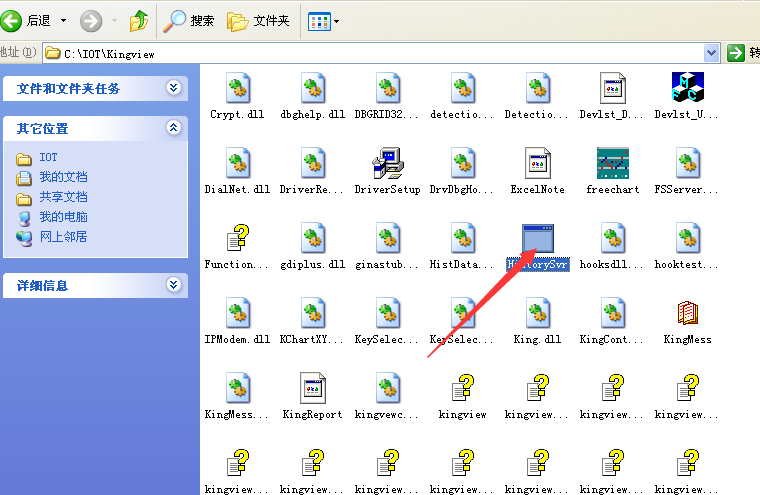 后退 搜索 文件夹
地址(D) C:\IOT\Kingview 转
文件和文件夹任务
其它位置
IOT
我的文档
共享文档
我的电脑
网上邻居
详细信息
Crypt.dll dbghelp.dll DBGRID32... detectio... Detectio... Devlst_D... Devlst_U...
DialNet.dll DriverRe... DriverSetup DrvDbgHo... ExcelNote freechart FSServer...
Function... gdiplus.dll ginastub... HistData... HistorySvr hooksdll... hooktest...
IPModem.dll KChartXY... KeySelec... KeySelec... King.dll KingCont... KingMess
KingMess... KingReport kingvewc... kingview kingview... kingview... kingview...
kingview... kingview... kingview... kingview... kingview... kingview... kingview...